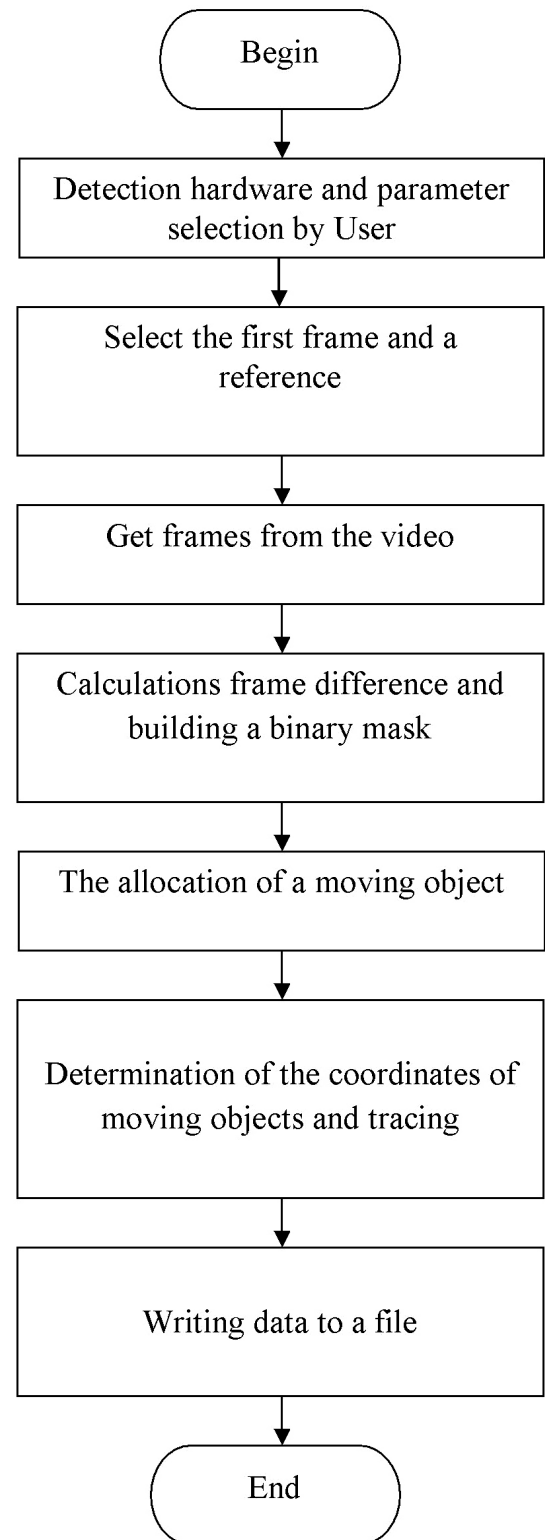 Begin
Detection hardware and parameter
selection by User
Select the first frame and a
reference
Get frames from the video
Calculations frame difference and
building a binary mask
The allocation of a moving object
Determination of the coordinates of
moving objects and tracing
Writing data to a file
End